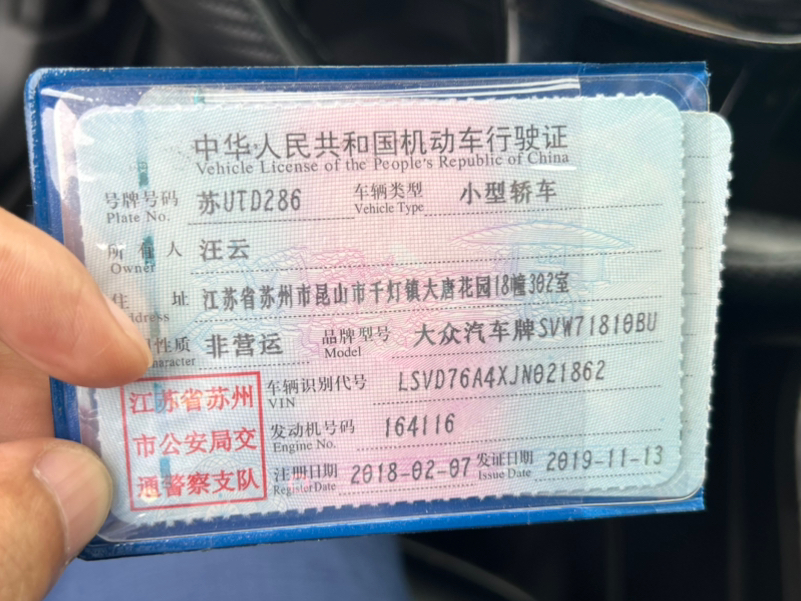 中华人民共和国机动车行驶证
Vehicle License of the People's Republic of China
号牌号码 苏UTD286 车辆类型 小型轿车
Plate No. Vehicle Type
所有人 汪云
Owner
住址 江苏省苏州市昆山市千灯镇大唐花园18幢302室
ddress
性质 非营运 品牌型号 大众汽车牌SVW71810BU
aracter Model
江苏省苏州 车辆识别代号 LSVD76A4XJN021862
VIN
市公安局交 发动机号码 164116
Engine No.
通警察支队 注册日期 2018-02-07 发证日期 2019-11-13
Register Date Issue Date